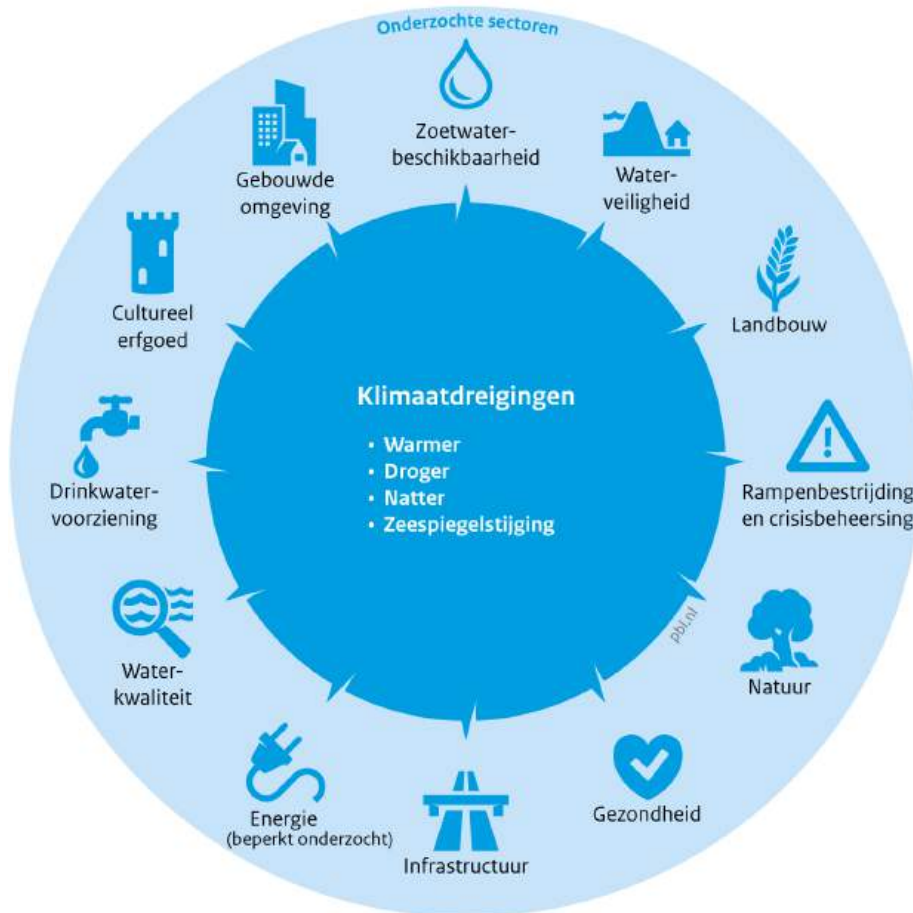 Onderzochte sectoren
Zoetwater-
beschikbaarheid
Water-
veiligheid
Landbouw
Rampenbestrijding
en crisisbeheersing
Natuur
Gezondheid
Infrastructuur
Energie
(beperkt onderzocht)
Water-
kwaliteit
Drinkwater-
voorziening
Cultureel
erfgoed
Gebouwde
omgeving
Klimaatdreigingen
• Warmer
• Droger
• Natter
• Zeespiegelstijging
pbl.nl